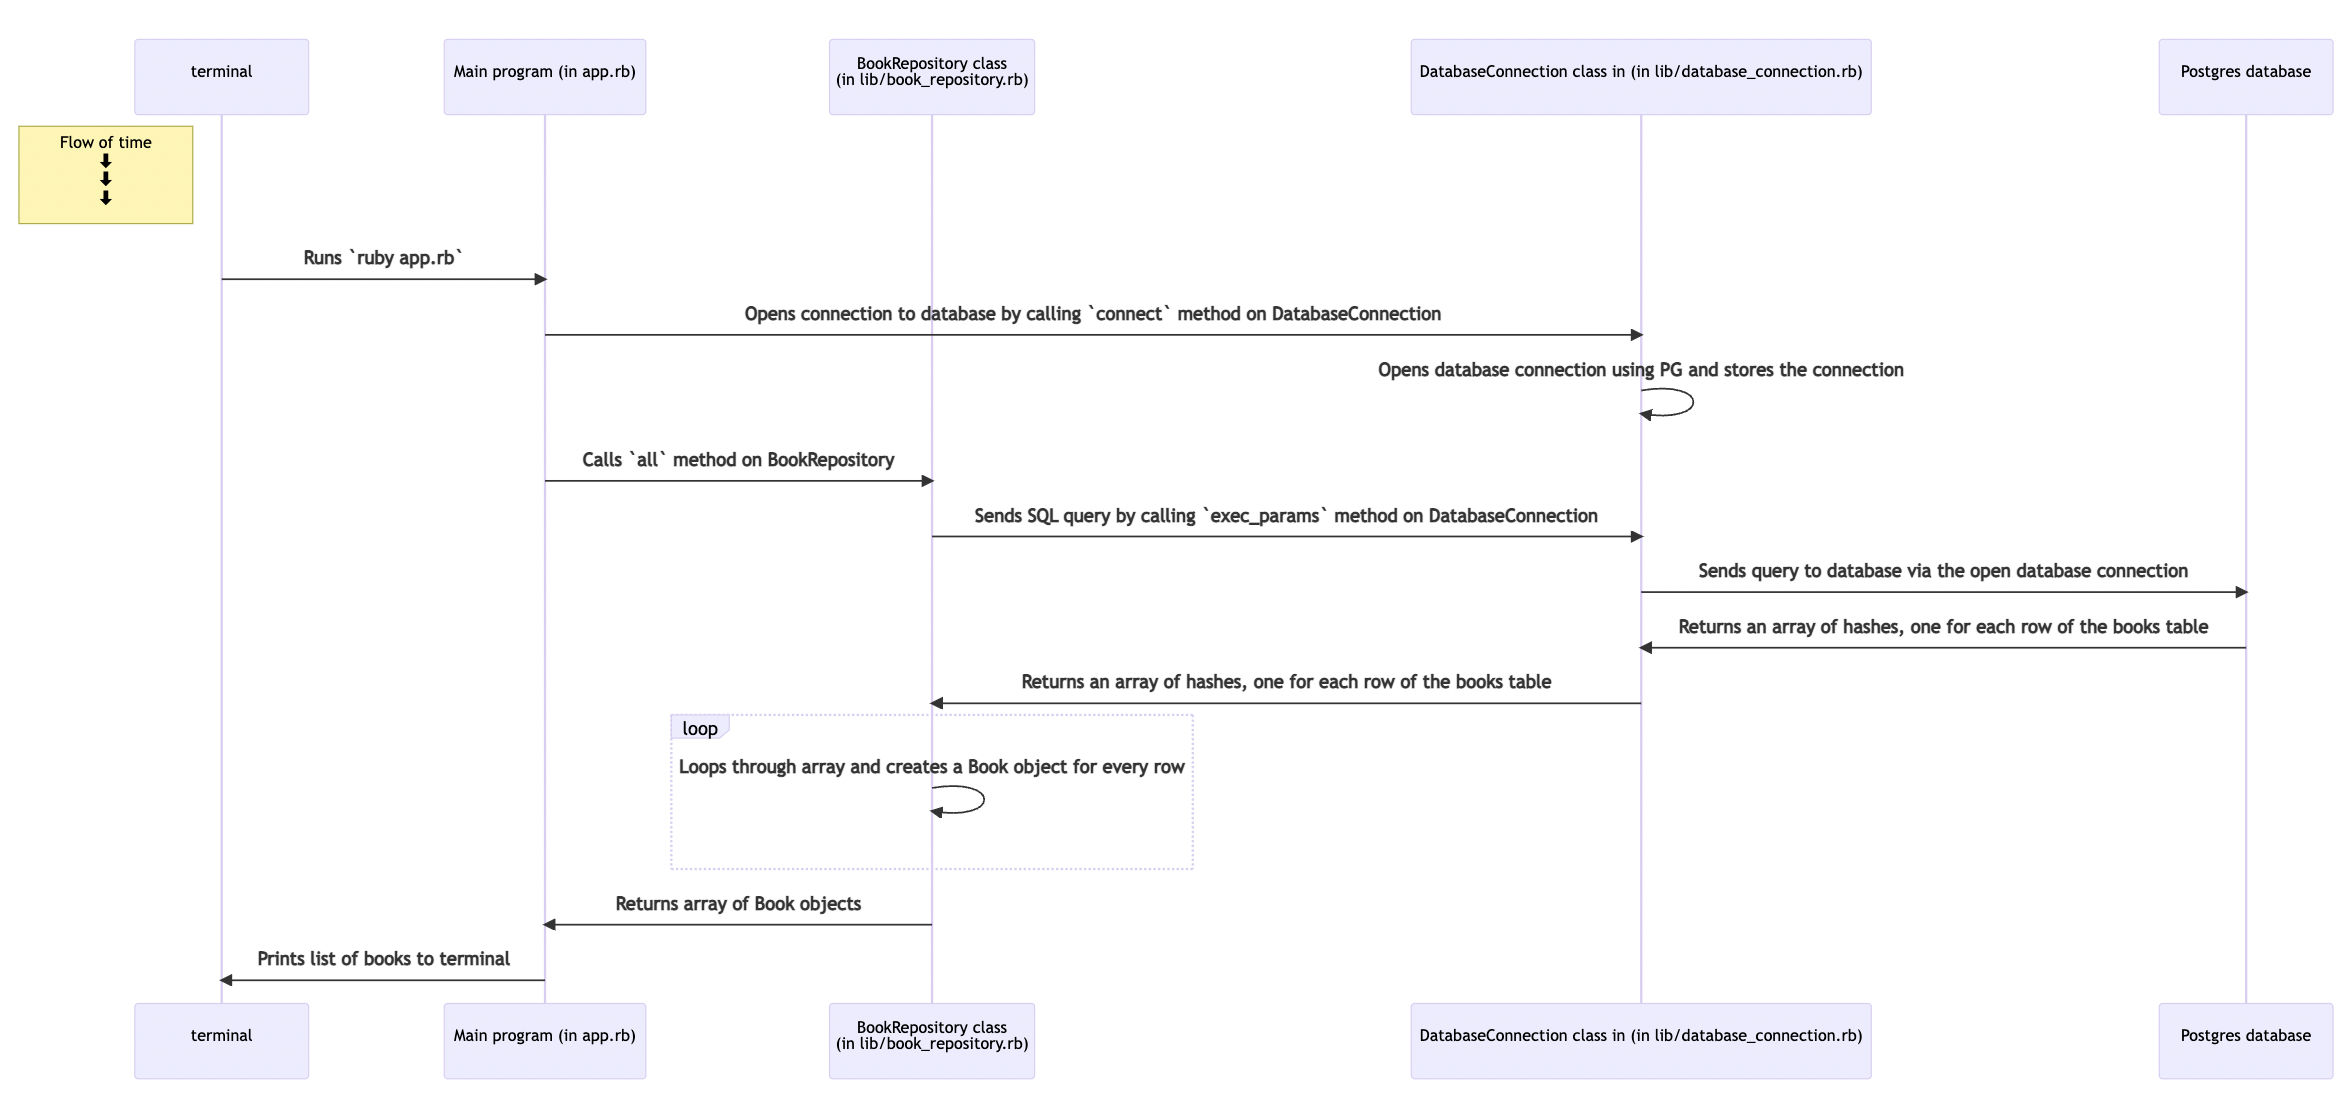 terminal
Main program (in app.rb)
BookRepository class
(in lib/book_repository.rb)
DatabaseConnection class in (in lib/database_connection.rb)
Postgres database
Flow of time
Runs `ruby app.rb`
Opens connection to database by calling `connect` method on DatabaseConnection
Opens database connection using PG and stores the connection
Calls `all` method on BookRepository
Sends SQL query by calling `exec_params` method on DatabaseConnection
Sends query to database via the open database connection
Returns an array of hashes, one for each row of the books table
Returns an array of hashes, one for each row of the books table
loop
Loops through array and creates a Book object for every row
Returns array of Book objects
Prints list of books to terminal
terminal
Main program (in app.rb)
BookRepository class
(in lib/book_repository.rb)
DatabaseConnection class in (in lib/database_connection.rb)
Postgres database